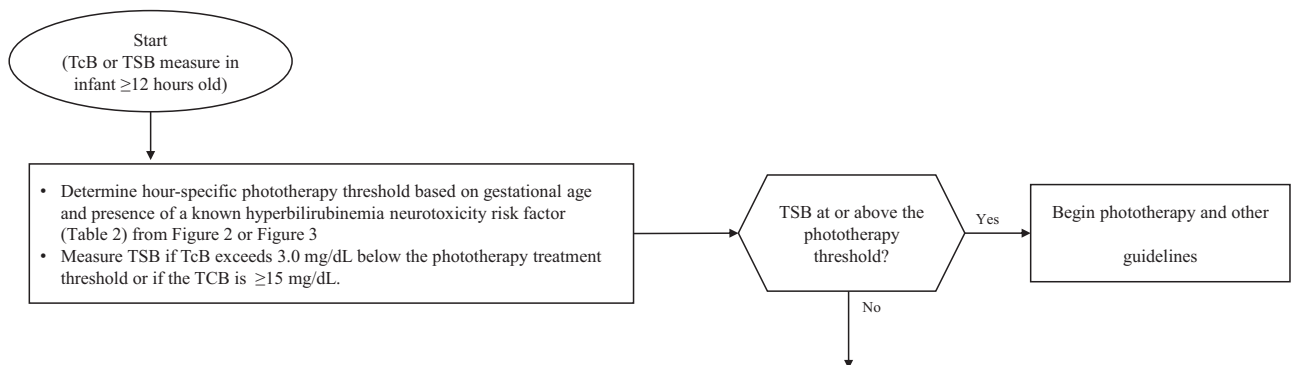 Start
(TcB or TSB measure in
infant ≥12 hours old)
• Determine hour-specific phototherapy threshold based on gestational age
and presence of a known hyperbilirubinemia neurotoxicity risk factor
(Table 2) from Figure 2 or Figure 3
• Measure TSB if TcB exceeds 3.0 mg/dL below the phototherapy treatment
threshold or if the TCB is ≥15 mg/dL.
TSB at or above the
phototherapy
threshold?
Yes
Begin phototherapy and other
guidelines
No